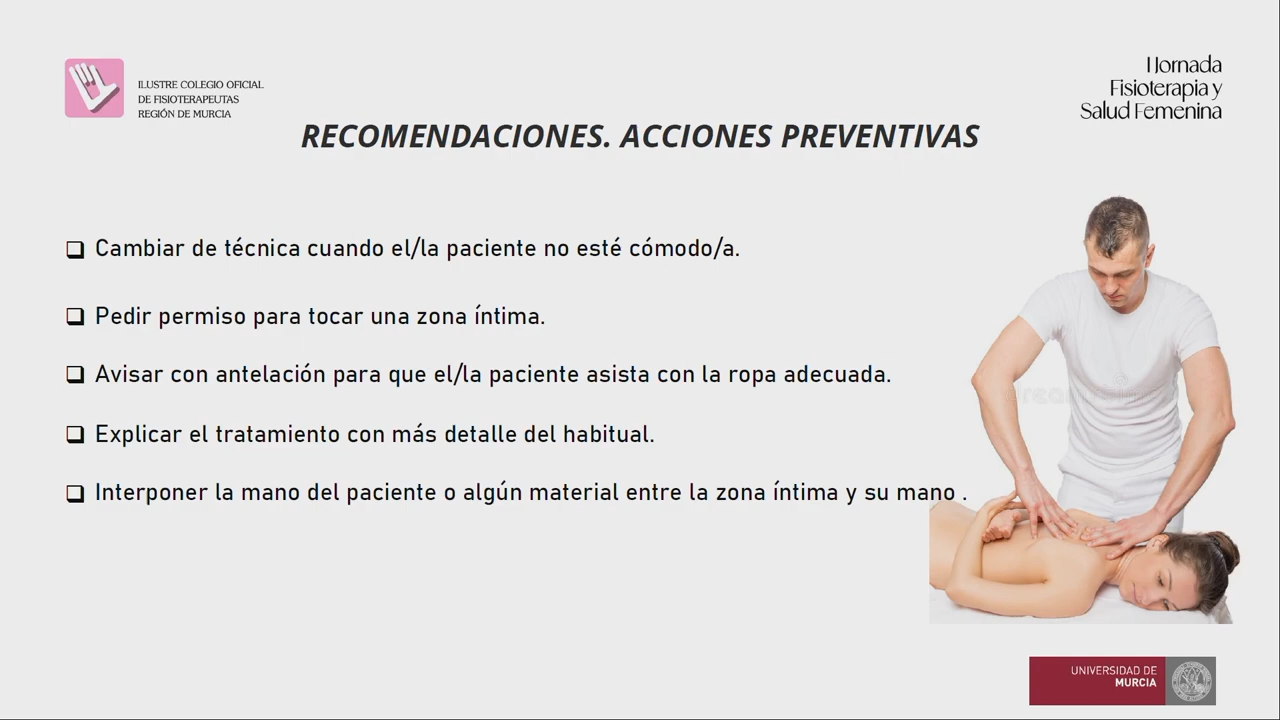 ILUSTRE COLEGIO OFICIAL
DE FISIOTERAPEUTAS
REGIÓN DE MURCIA
I Jornada
Fisioterapia y
Salud Femenina
RECOMENDACIONES. ACCIONES PREVENTIVAS
Cambiar de técnica cuando el/la paciente no esté cómodo/a.
Pedir permiso para tocar una zona íntima.
Avisar con antelación para que el/la paciente asista con la ropa adecuada.
Explicar el tratamiento con más detalle del habitual.
Interponer la mano del paciente o algún material entre la zona íntima y su mano .
UNIVERSIDAD DE
MURCIA